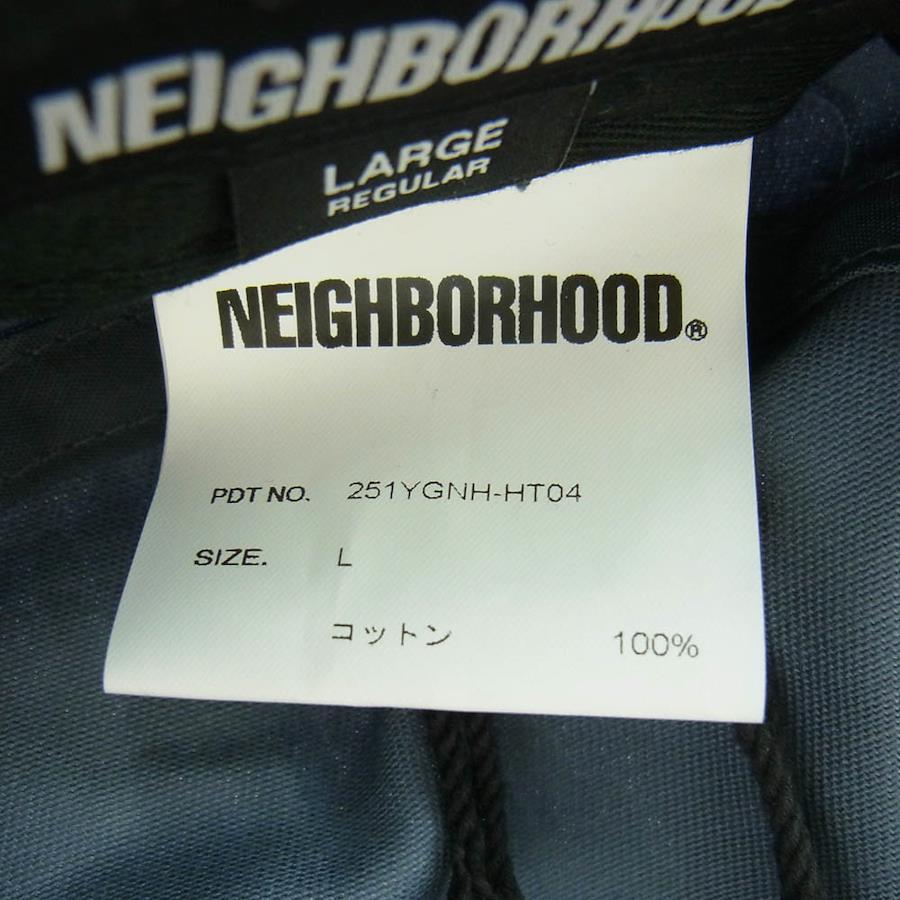 NEIGHBORHOOD
LARGE
REGULAR
NEIGHBORHOOD®
PDT NO. 251YGNH-HT04
SIZE. L
コットン 100%